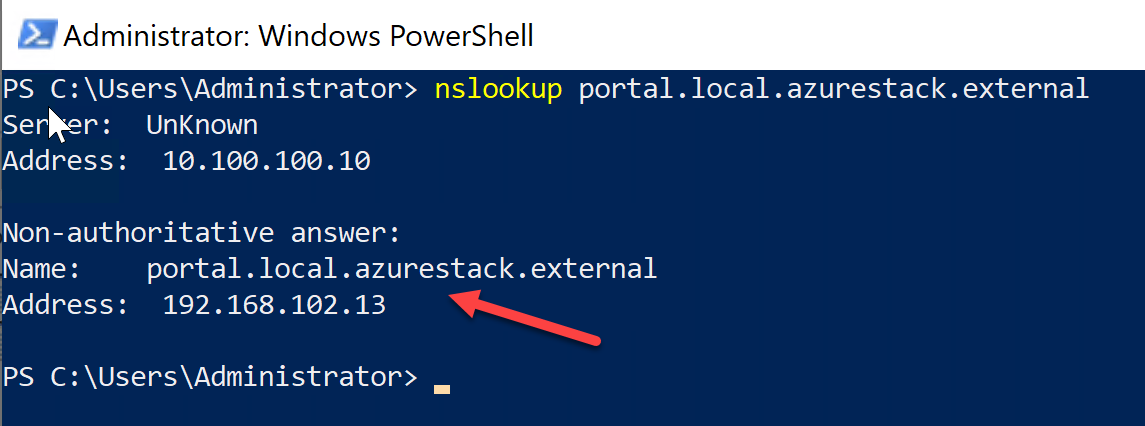 Administrator: Windows PowerShell
PS C:\Users\Administrator> nslookup portal.local.azurestack.external
Server:  UnKnown
Address:  10.100.100.10
Non-authoritative answer:
Name:    portal.local.azurestack.external
Address:  192.168.102.13
PS C:\Users\Administrator>